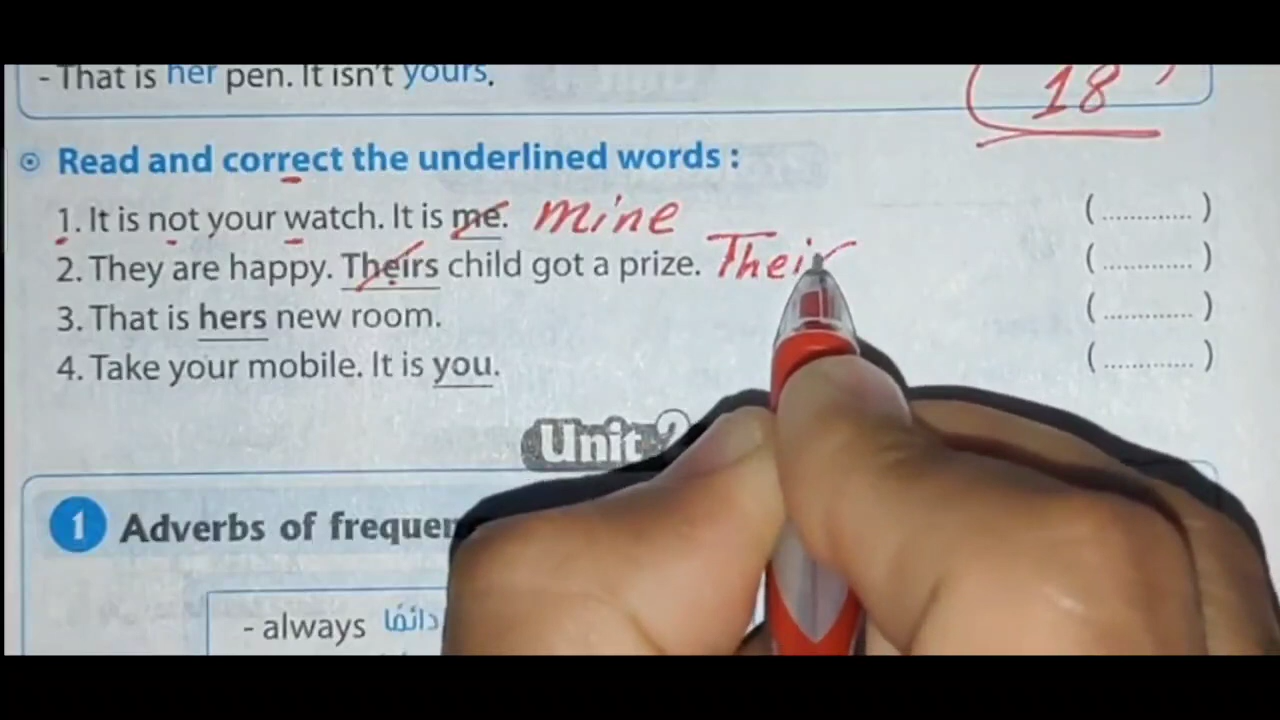 - That is her pen. It isn't yours.
18
Read and correct the underlined words :
1. It is not your watch. It is me. mine (............)
2. They are happy. Theirs child got a prize. Their (............)
3. That is hers new room. (............)
4. Take your mobile. It is you. (............)
Unit
1 Adverbs of
- always دائمًا